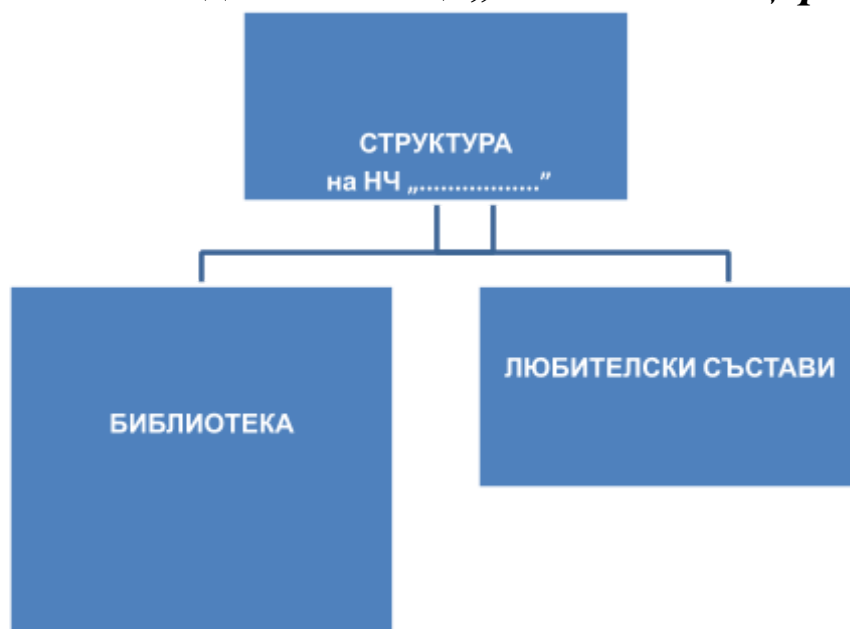 СТРУКТУРА
на НЧ „.................”
БИБЛИОТЕКА
ЛЮБИТЕЛСКИ СЪСТАВИ